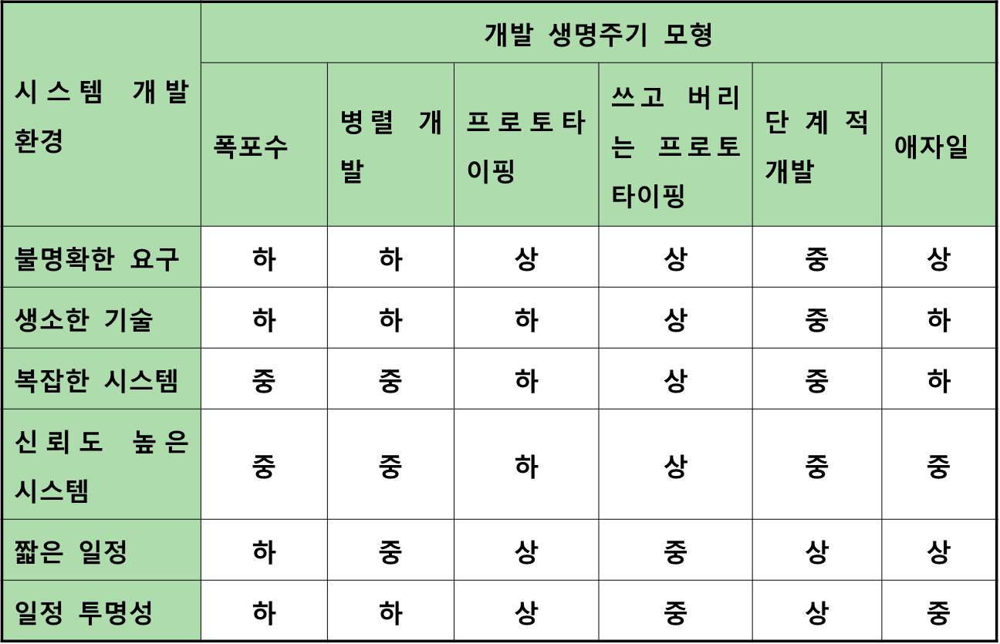 개발 생명주기 모형
시스템 개발
환경
폭포수
병렬 개
발
프로토타
이핑
쓰고 버리
는 프로토
타이핑
단계적
개발
애자일
불명확한 요구 하 하 상 상 중 상
생소한 기술 하 하 하 상 중 하
복잡한 시스템 중 중 하 상 중 하
신뢰도 높은
시스템 중 중 하 상 중 중
짧은 일정 하 중 상 중 상 상
일정 투명성 하 하 상 중 상 중